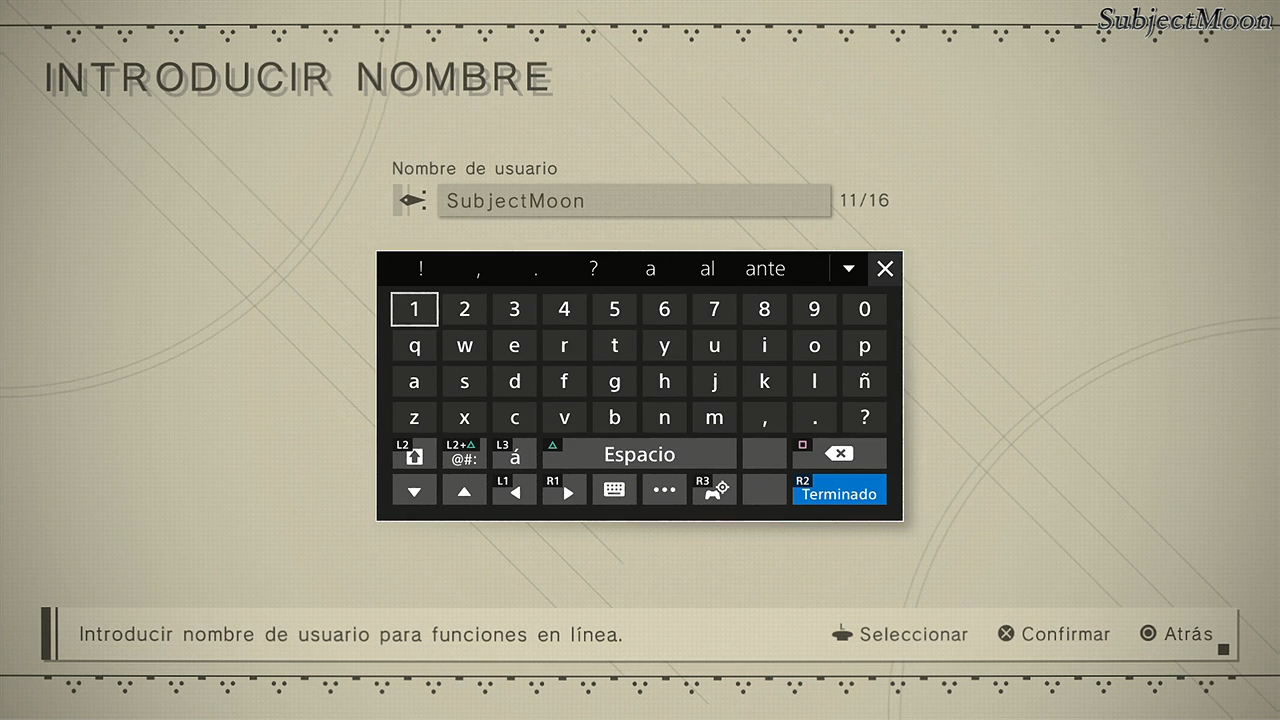 SubjectMoon
INTRODUCIR NOMBRE
Nombre de usuario
SubjectMoon 11/16
! , . ? a al ante
1 2 3 4 5 6 7 8 9 0
q w e r t y u i o p
a s d f g h j k l ñ
z x c v b n m , . ?
L2 L2+△ @#: L3 á △ Espacio □
L1 R1 ••• R3 R2 Terminado
Introducir nombre de usuario para funciones en línea. Seleccionar Confirmar Atrás